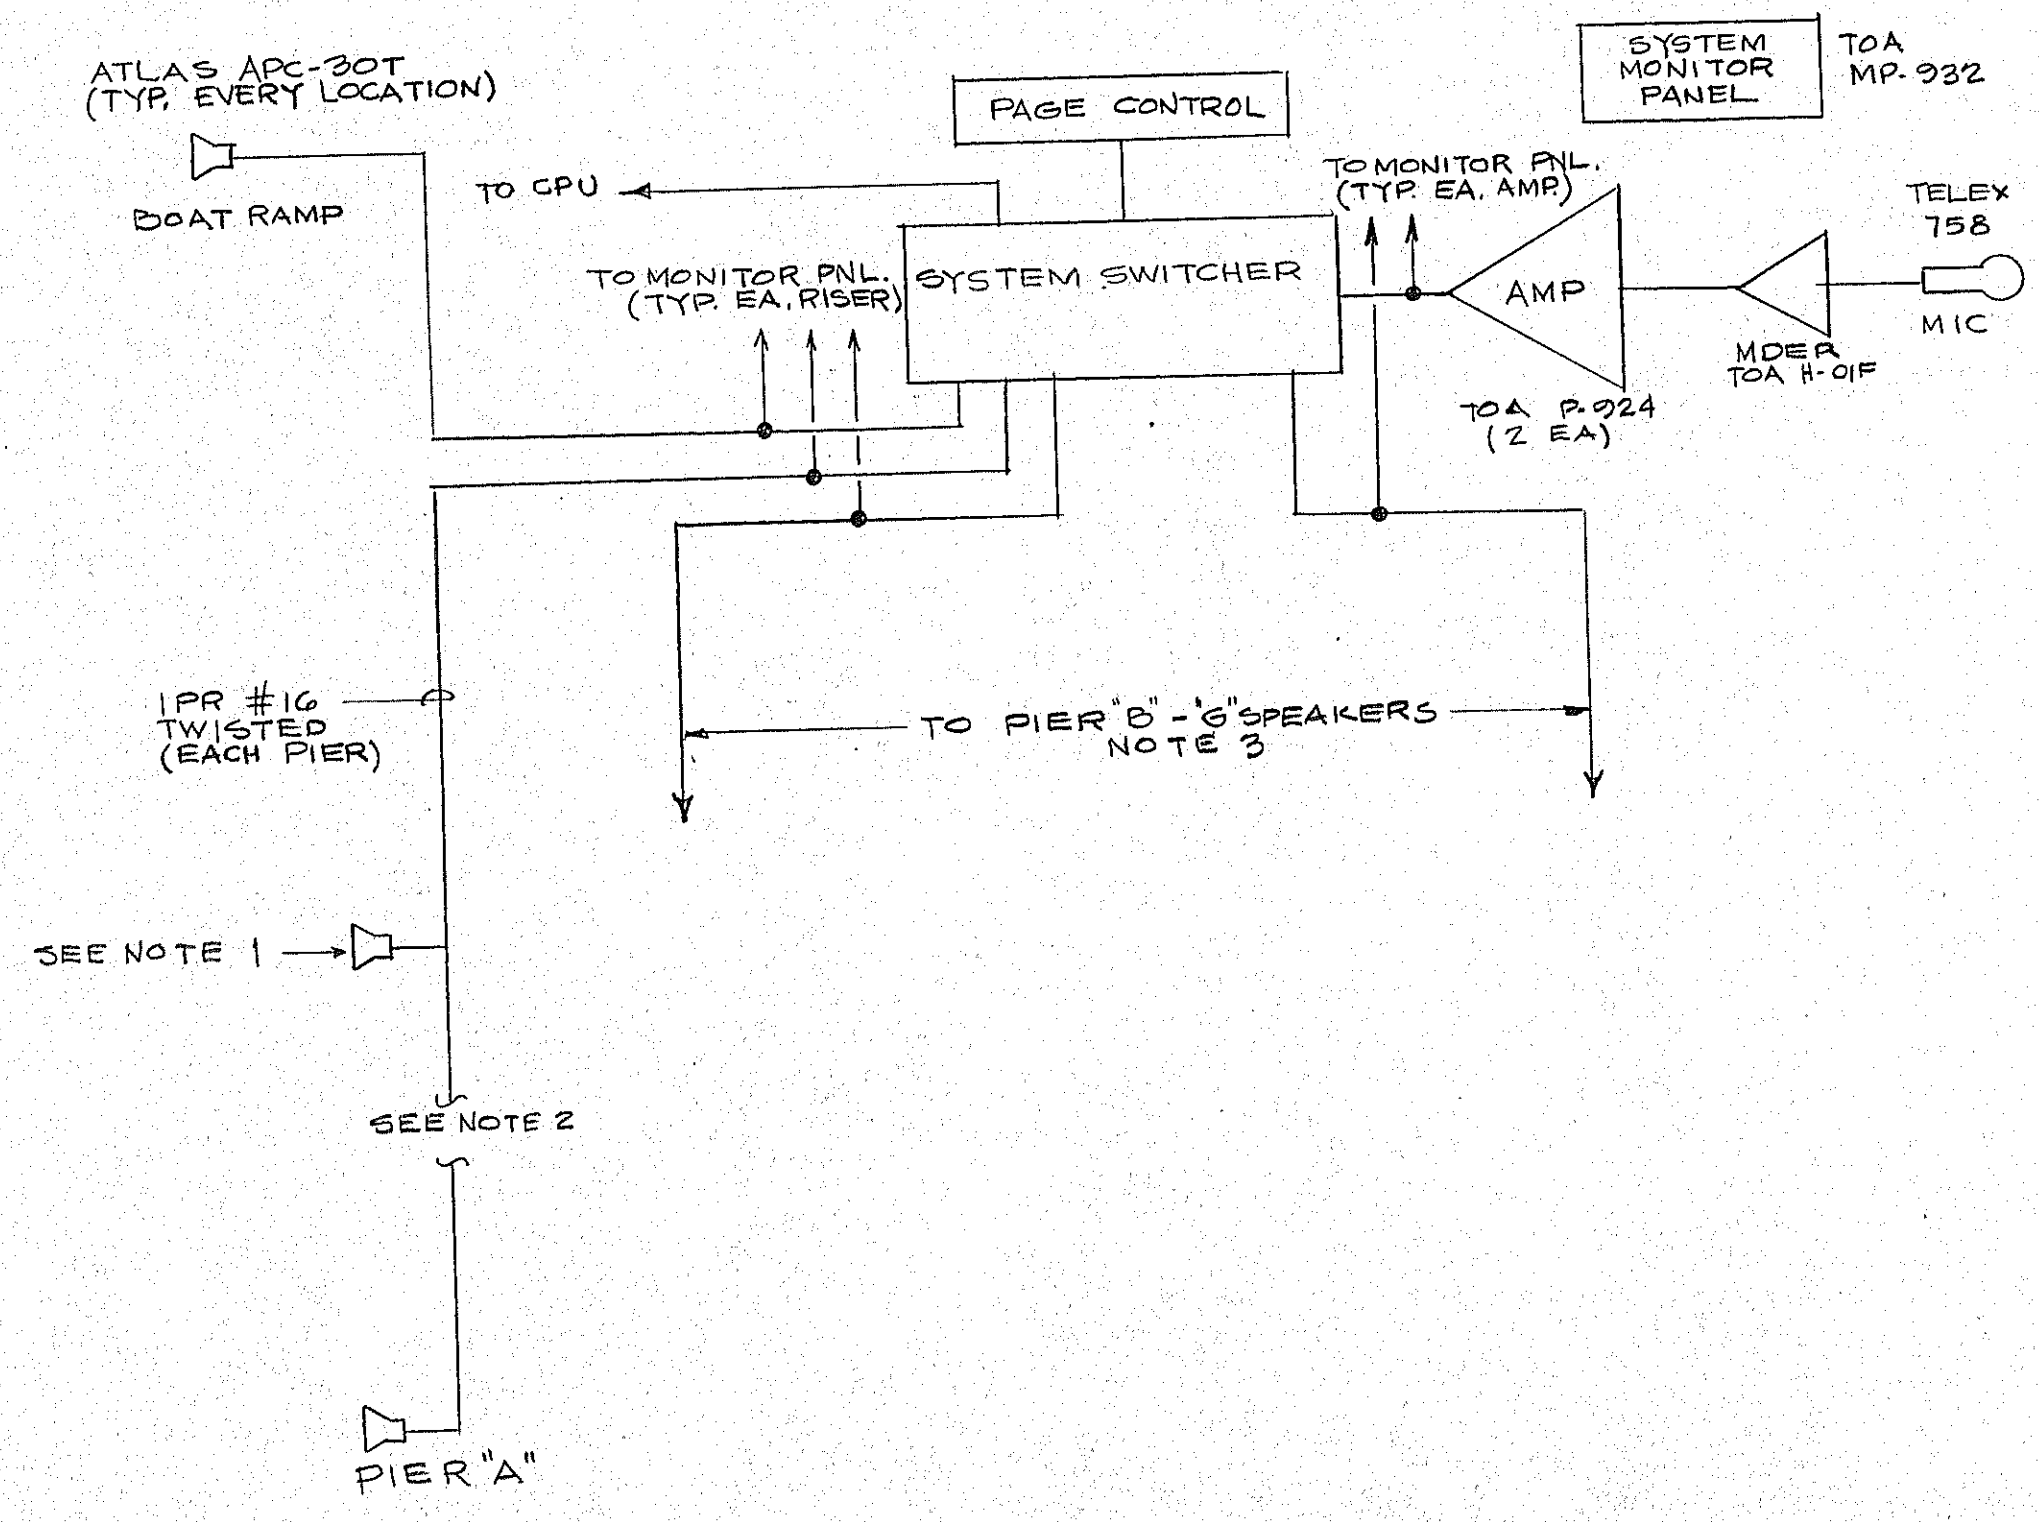 ATLAS APC-30T
(TYP. EVERY LOCATION)
BOAT RAMP
TO CPU
PAGE CONTROL
SYSTEM
MONITOR
PANEL
TOA
MP-932
TO MONITOR PNL.
(TYP. EA. AMP.)
TELEX
758
TO MONITOR PNL.
(TYP. EA. RISER)
SYSTEM SWITCHER
AMP
MIC
MDER
TOA H-01F
TOA P-924
(2 EA)
1 PR #16
TWISTED
(EACH PIER)
TO PIER "B" - "G" SPEAKERS
NOTE 3
SEE NOTE 1
SEE NOTE 2
PIER "A"